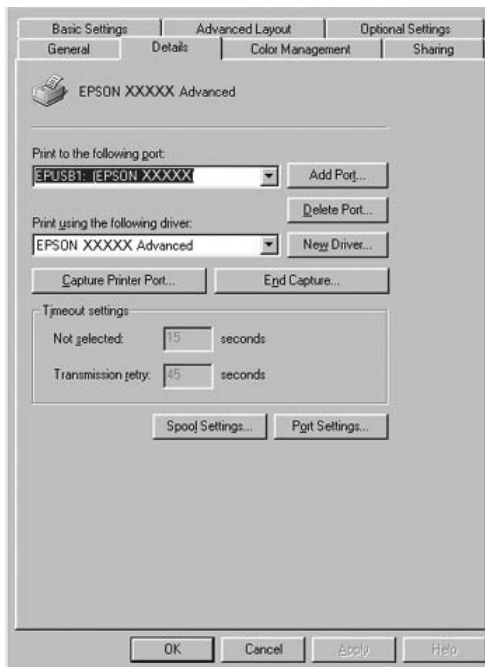 Basic Settings Advanced Layout Optional Settings
General Details Color Management Sharing
EPSON XXXXX Advanced
Print to the following port:
EPUSB1: (EPSON XXXXX Add Port...
Delete Port...
Print using the following driver:
EPSON XXXXX Advanced New Driver...
Capture Printer Port... End Capture...
Timeout settings
Not selected: 15 seconds
Transmission retry: 45 seconds
Spool Settings... Port Settings...
OK Cancel Apply Help